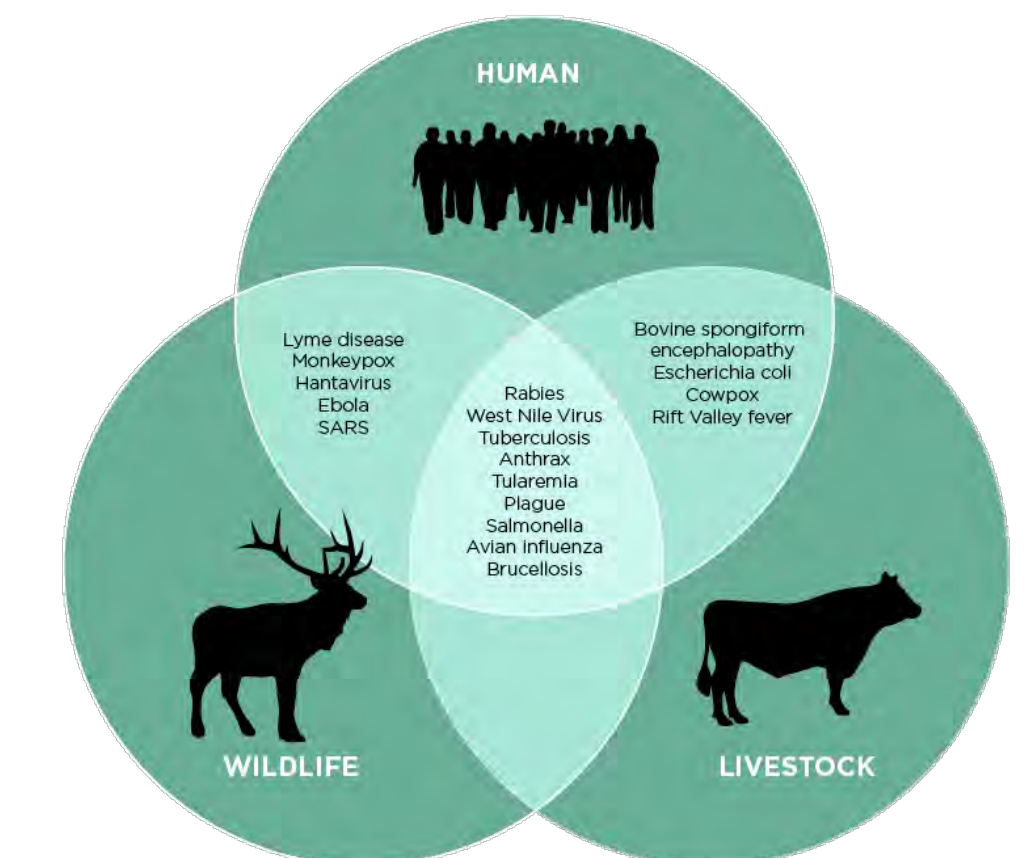 HUMAN
Lyme disease
Monkeypox
Hantavirus
Ebola
SARS
Rabies
West Nile Virus
Tuberculosis
Anthrax
Tularemia
Plague
Salmonella
Avian influenza
Brucellosis
Bovine spongiform
encephalopathy
Escherichia coli
Cowpox
Rift Valley fever
WILDLIFE
LIVESTOCK